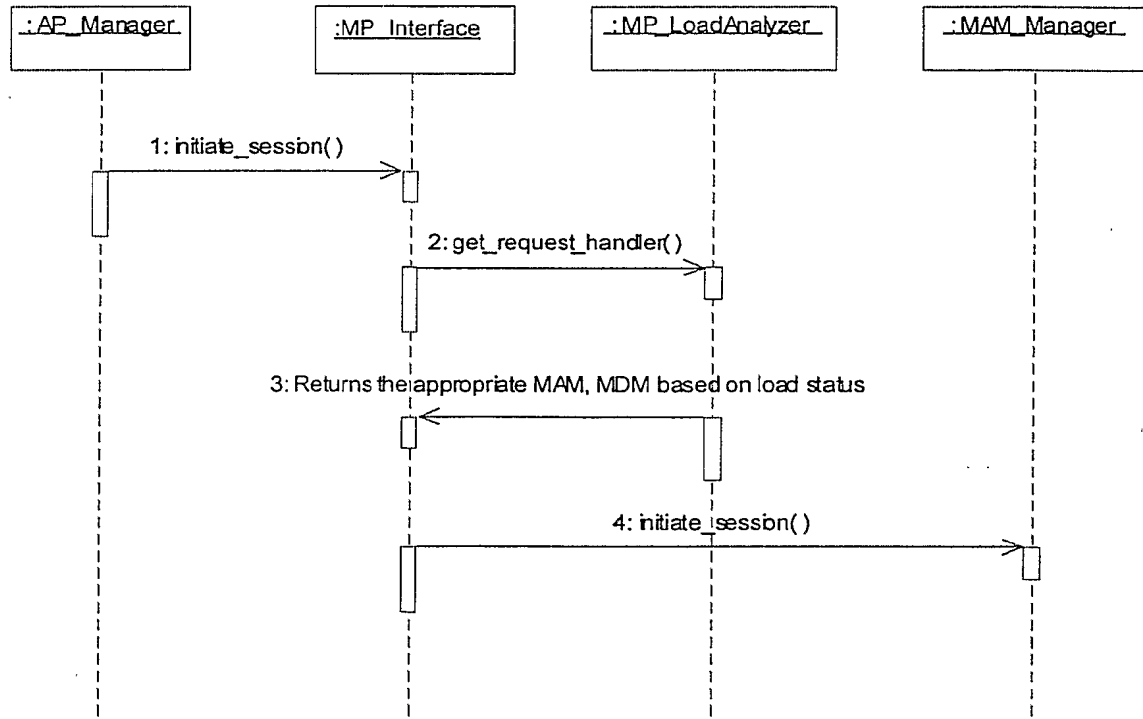 :AP_Manager
:MP_Interface
:MP_LoadAnalyzer
:MAM_Manager
1: initiate_session()
2: get_request_handler()
3: Returns the appropriate MAM, MDM based on load status
4: initiate_session()